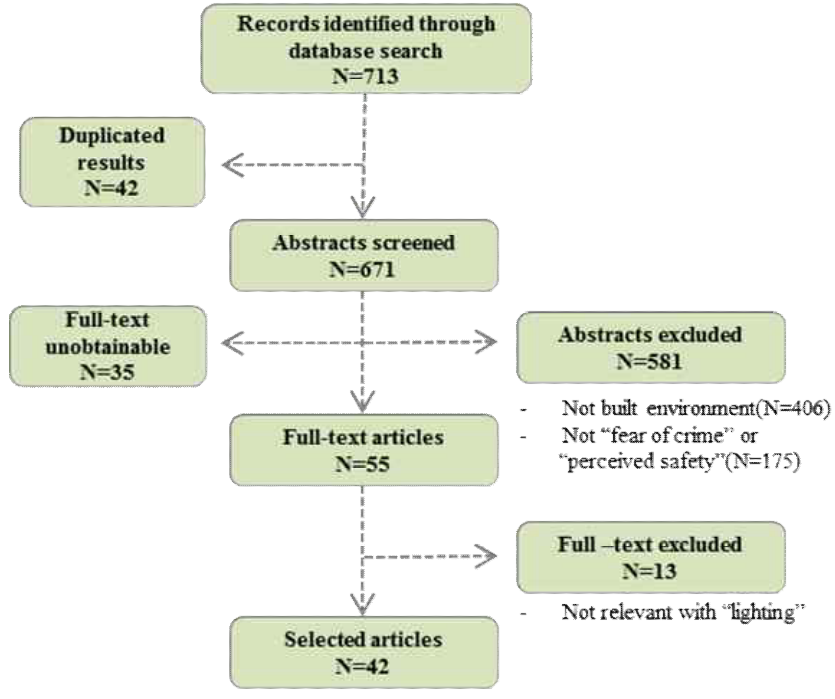 Records identified through
database search
N=713
Duplicated
results
N=42
Abstracts screened
N=671
Full-text
unobtainable
N=35
Abstracts excluded
N=581
- Not built environment(N=406)
- Not “fear of crime” or
“perceived safety”(N=175)
Full-text articles
N=55
Full –text excluded
N=13
- Not relevant with “lighting”
Selected articles
N=42